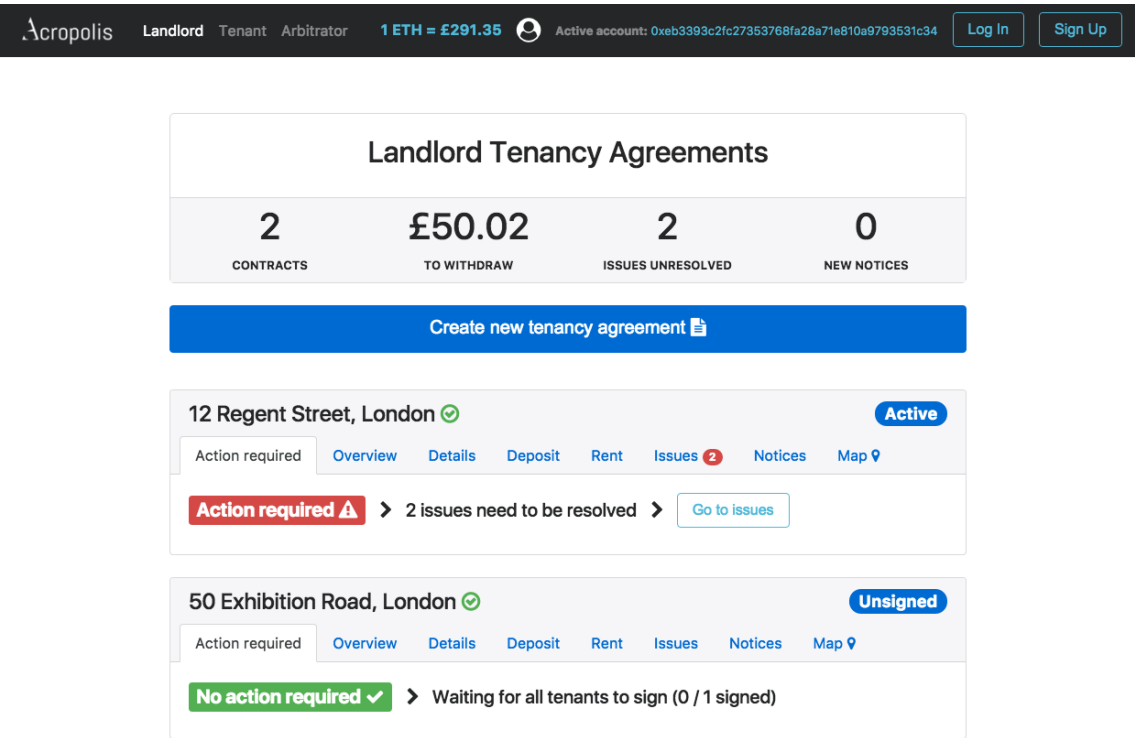 Acropolis Landlord Tenant Arbitrator 1 ETH = £291.35 Active account: 0xeb3393c2fc27353768fa28a71e810a9793531c34 Log In Sign Up
Landlord Tenancy Agreements
2 £50.02 2 0
CONTRACTS TO WITHDRAW ISSUES UNRESOLVED NEW NOTICES
Create new tenancy agreement
12 Regent Street, London Active
Action required Overview Details Deposit Rent Issues 2 Notices Map
Action required 2 issues need to be resolved Go to issues
50 Exhibition Road, London Unsigned
Action required Overview Details Deposit Rent Issues Notices Map
No action required Waiting for all tenants to sign (0 / 1 signed)